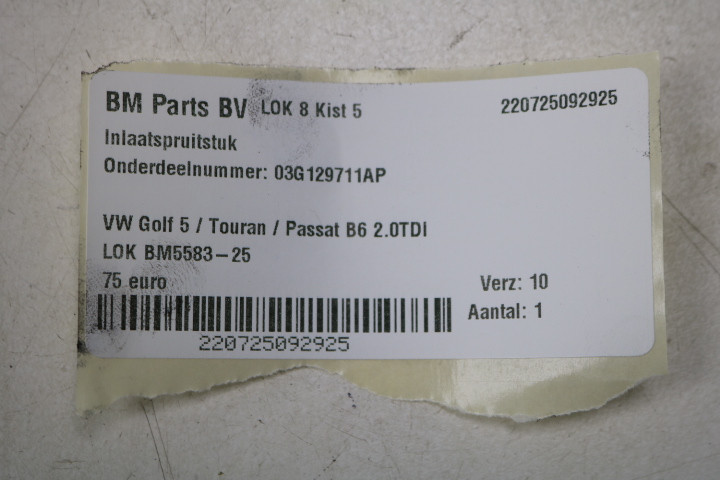 BM Parts BV LOK 8 Kist 5 220725092925
Inlaatspruitstuk
Onderdeelnummer: 03G129711AP
VW Golf 5 / Touran / Passat B6 2.0TDI
LOK BM5583-25
75 euro Verz: 10
Aantal: 1
220725092925